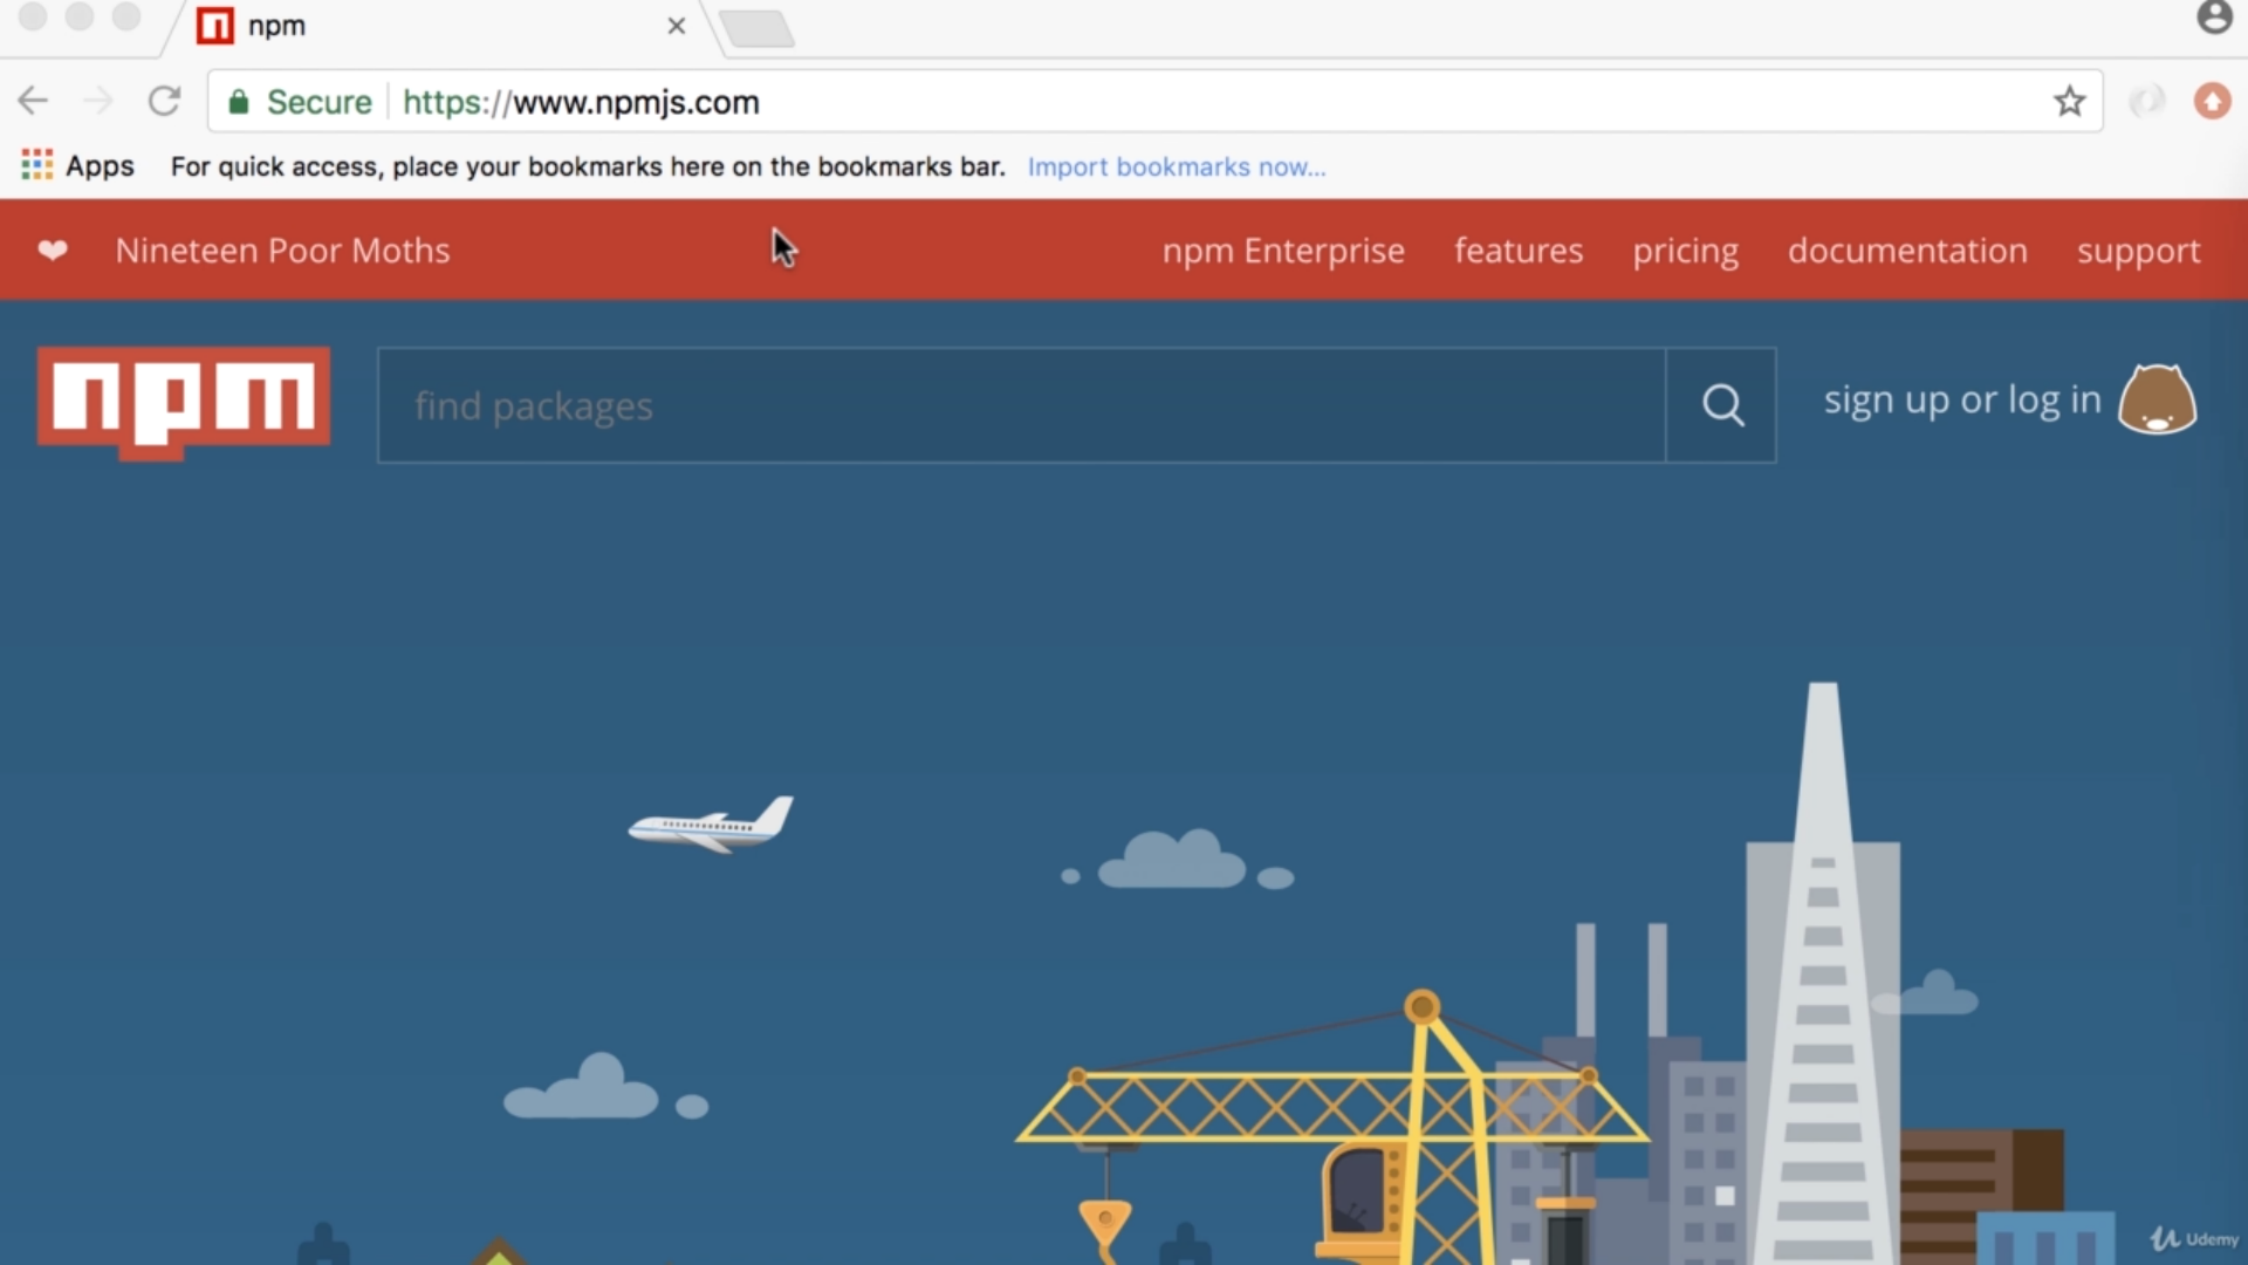 npm
Secure https://www.npmjs.com
Apps For quick access, place your bookmarks here on the bookmarks bar. Import bookmarks now...
Nineteen Poor Moths npm Enterprise features pricing documentation support
npm find packages sign up or log in
Udemy